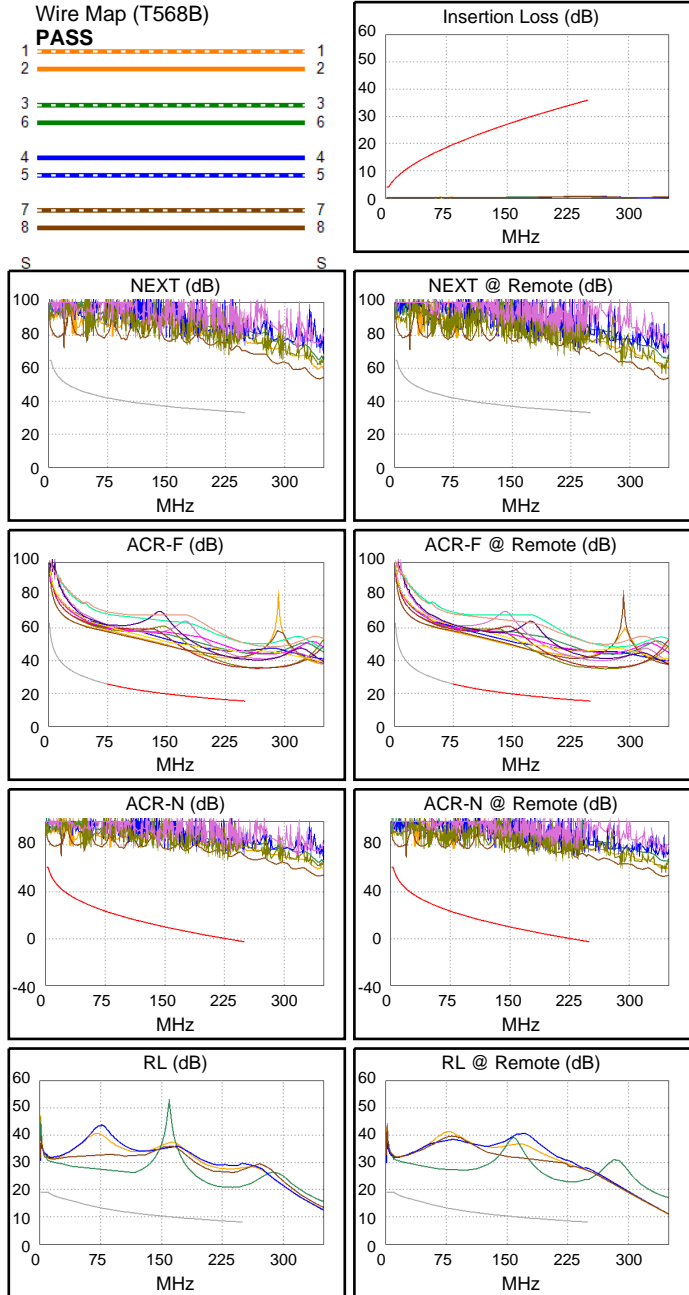 Wire Map (T568B)
PASS
1 1
2 2
3 3
6 6
4 4
5 5
7 7
8 8
S S
Insertion Loss (dB)
60
50
40
30
20
10
0
0 75 150 225 300
MHz
NEXT (dB)
100
80
60
40
20
0
0 75 150 225 300
MHz
NEXT @ Remote (dB)
100
80
60
40
20
0
0 75 150 225 300
MHz
ACR-F (dB)
100
80
60
40
20
0
0 75 150 225 300
MHz
ACR-F @ Remote (dB)
100
80
60
40
20
0
0 75 150 225 300
MHz
ACR-N (dB)
80
40
0
-40
0 75 150 225 300
MHz
ACR-N @ Remote (dB)
80
40
0
-40
0 75 150 225 300
MHz
RL (dB)
60
50
40
30
20
10
0
0 75 150 225 300
MHz
RL @ Remote (dB)
60
50
40
30
20
10
0
0 75 150 225 300
MHz